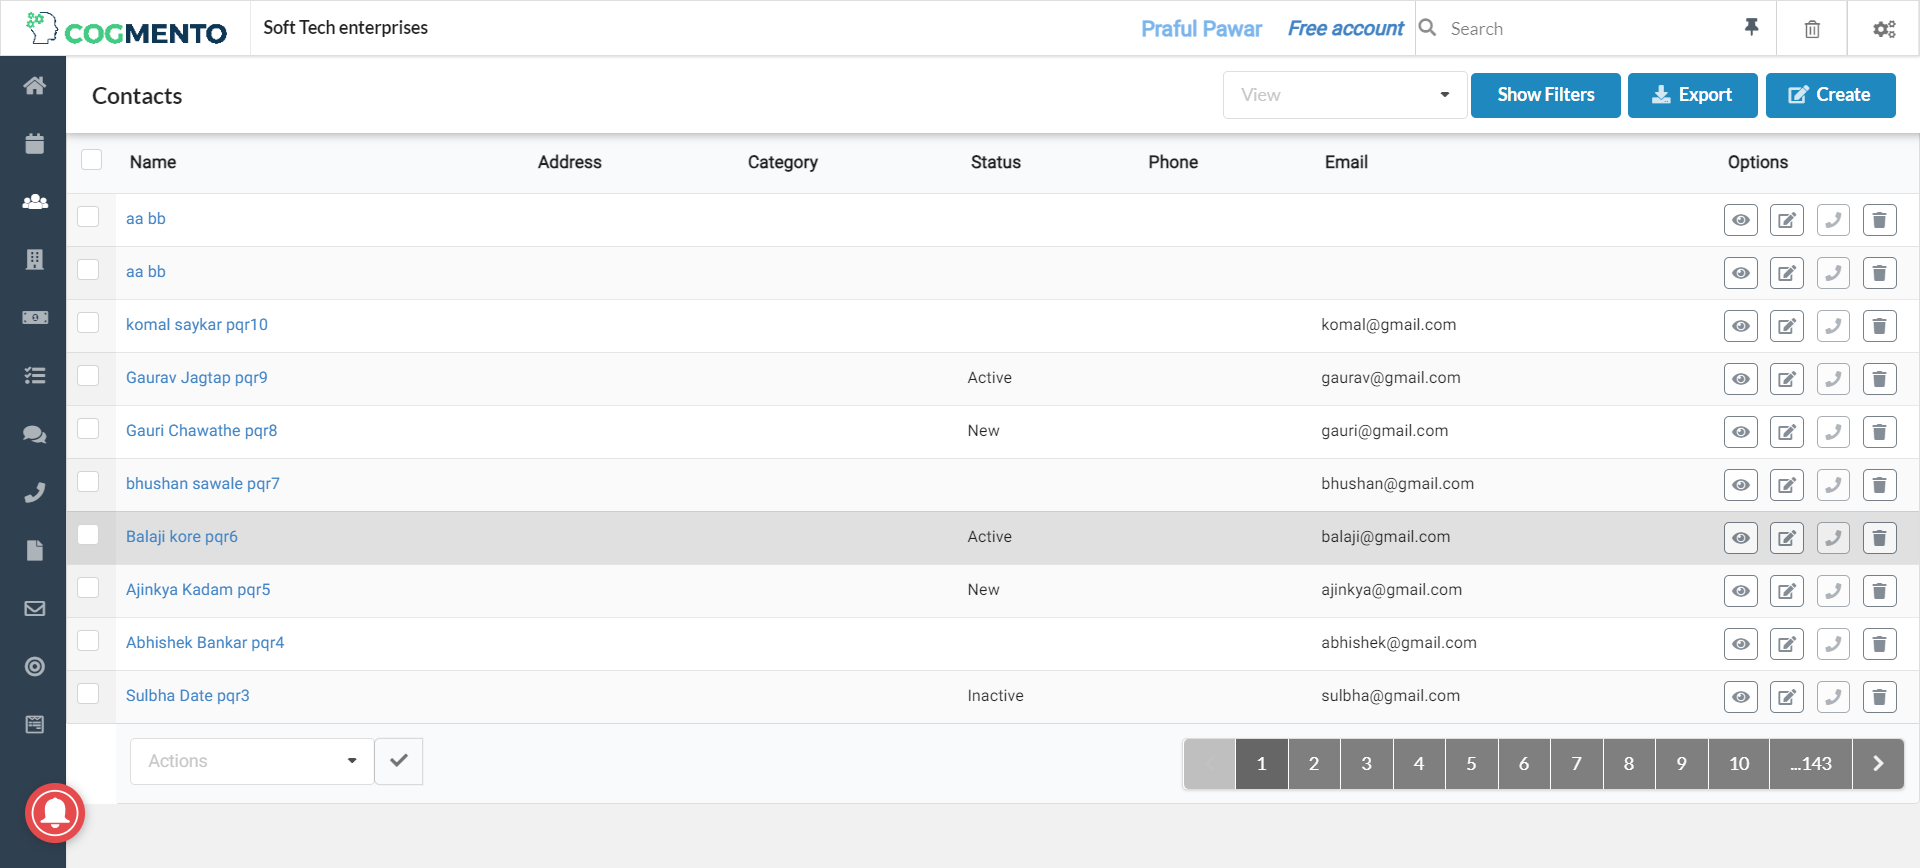 COGMENTO
Soft Tech enterprises
Praful Pawar
Free account
Search
Contacts
View
Show Filters
Export
Create
Name Address Category Status Phone Email Options
aa bb
aa bb
komal saykar pqr10 komal@gmail.com
Gaurav Jagtap pqr9 Active gaurav@gmail.com
Gauri Chawathe pqr8 New gauri@gmail.com
bhushan sawale pqr7 bhushan@gmail.com
Balaji kore pqr6 Active balaji@gmail.com
Ajinkya Kadam pqr5 New ajinkya@gmail.com
Abhishek Bankar pqr4 abhishek@gmail.com
Sulbha Date pqr3 Inactive sulbha@gmail.com
Actions
1 2 3 4 5 6 7 8 9 10 ...143